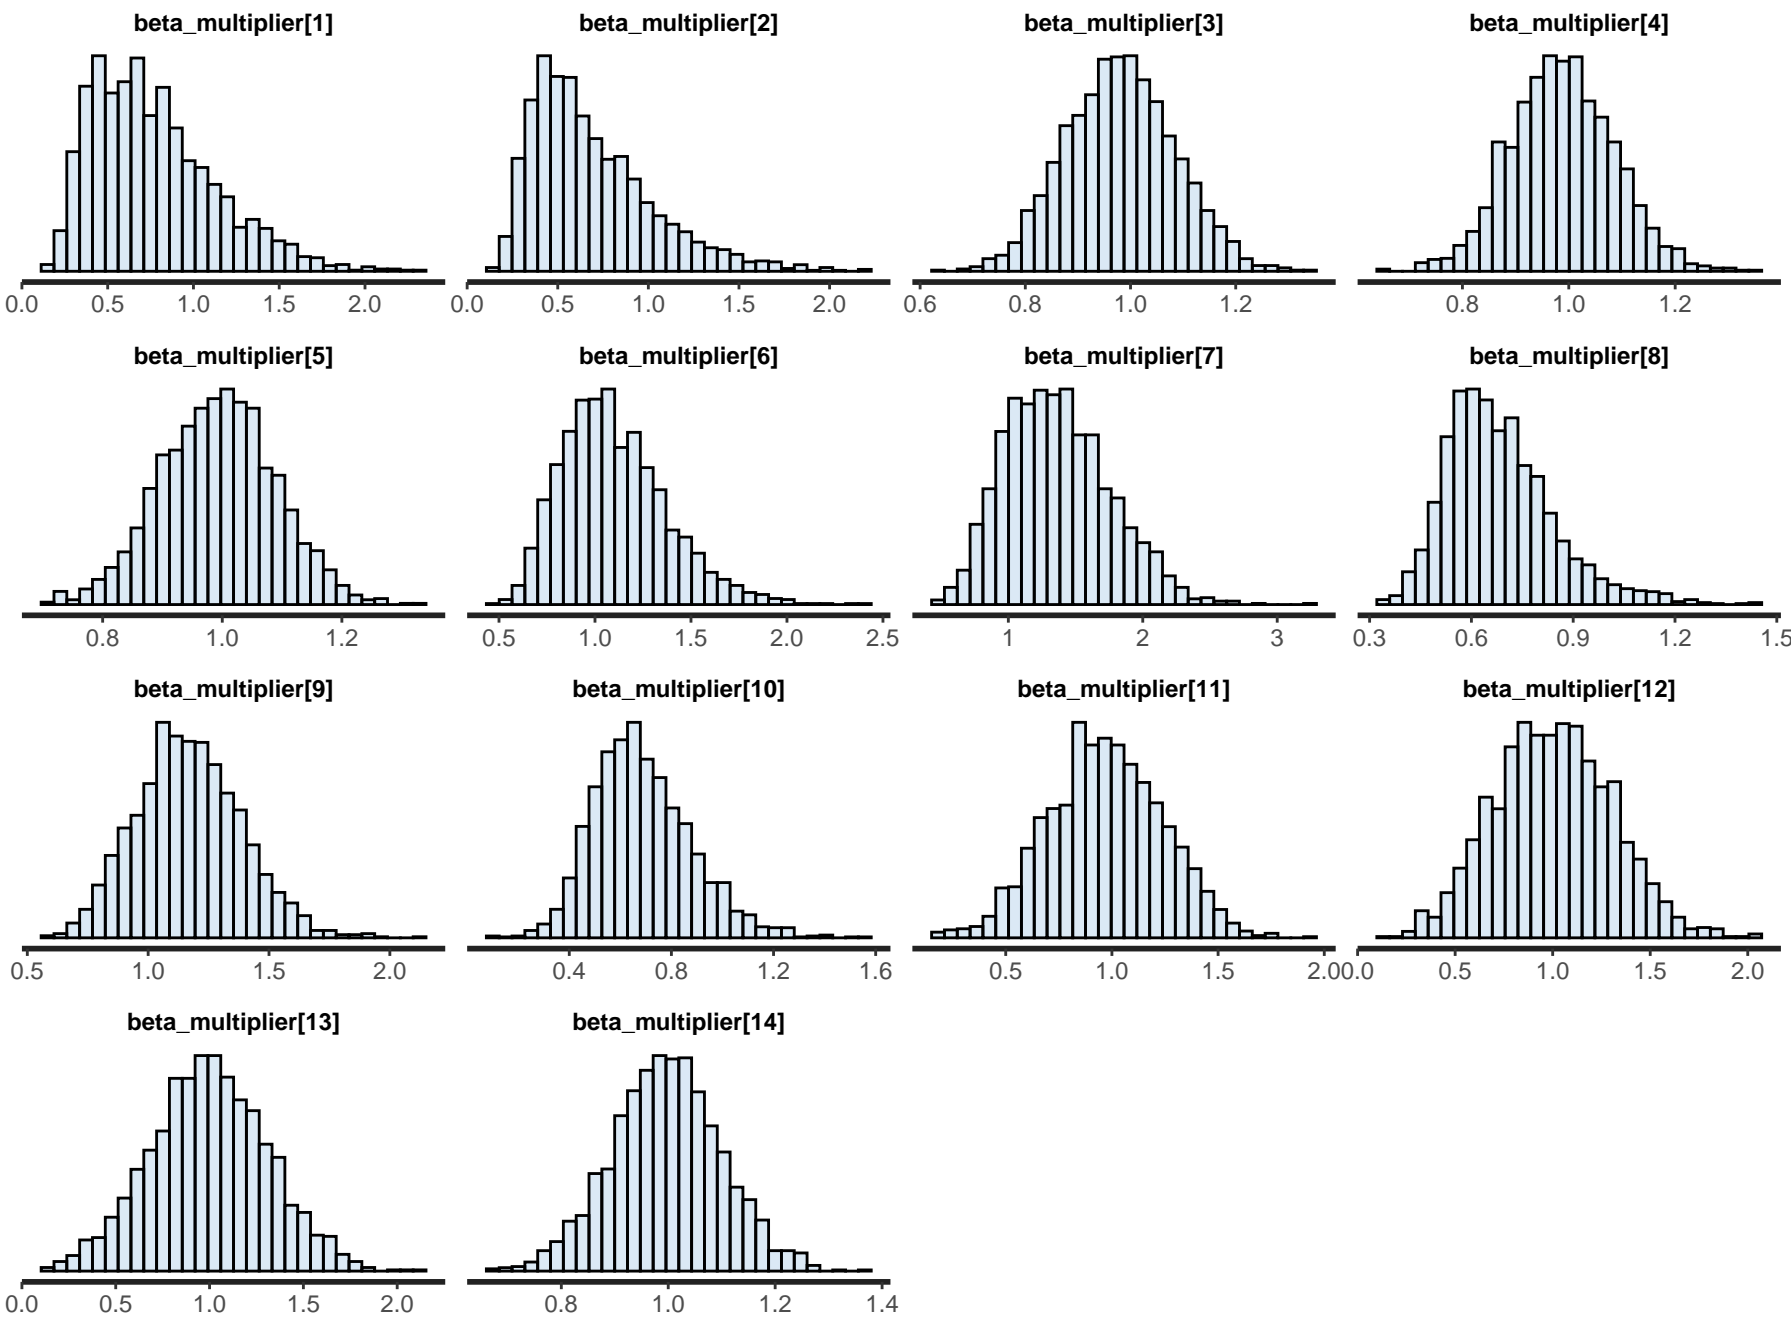 beta_multiplier[1] beta_multiplier[2] beta_multiplier[3] beta_multiplier[4]
0.0 0.5 1.0 1.5 2.0 0.0 0.5 1.0 1.5 2.0 0.6 0.8 1.0 1.2 0.8 1.0 1.2
beta_multiplier[5] beta_multiplier[6] beta_multiplier[7] beta_multiplier[8]
0.8 1.0 1.2 0.5 1.0 1.5 2.0 2.5 1 2 3 0.3 0.6 0.9 1.2 1.5
beta_multiplier[9] beta_multiplier[10] beta_multiplier[11] beta_multiplier[12]
0.5 1.0 1.5 2.0 0.4 0.8 1.2 1.6 0.5 1.0 1.5 2.0 0.0 0.5 1.0 1.5 2.0
beta_multiplier[13] beta_multiplier[14]
0.0 0.5 1.0 1.5 2.0 0.8 1.0 1.2 1.4